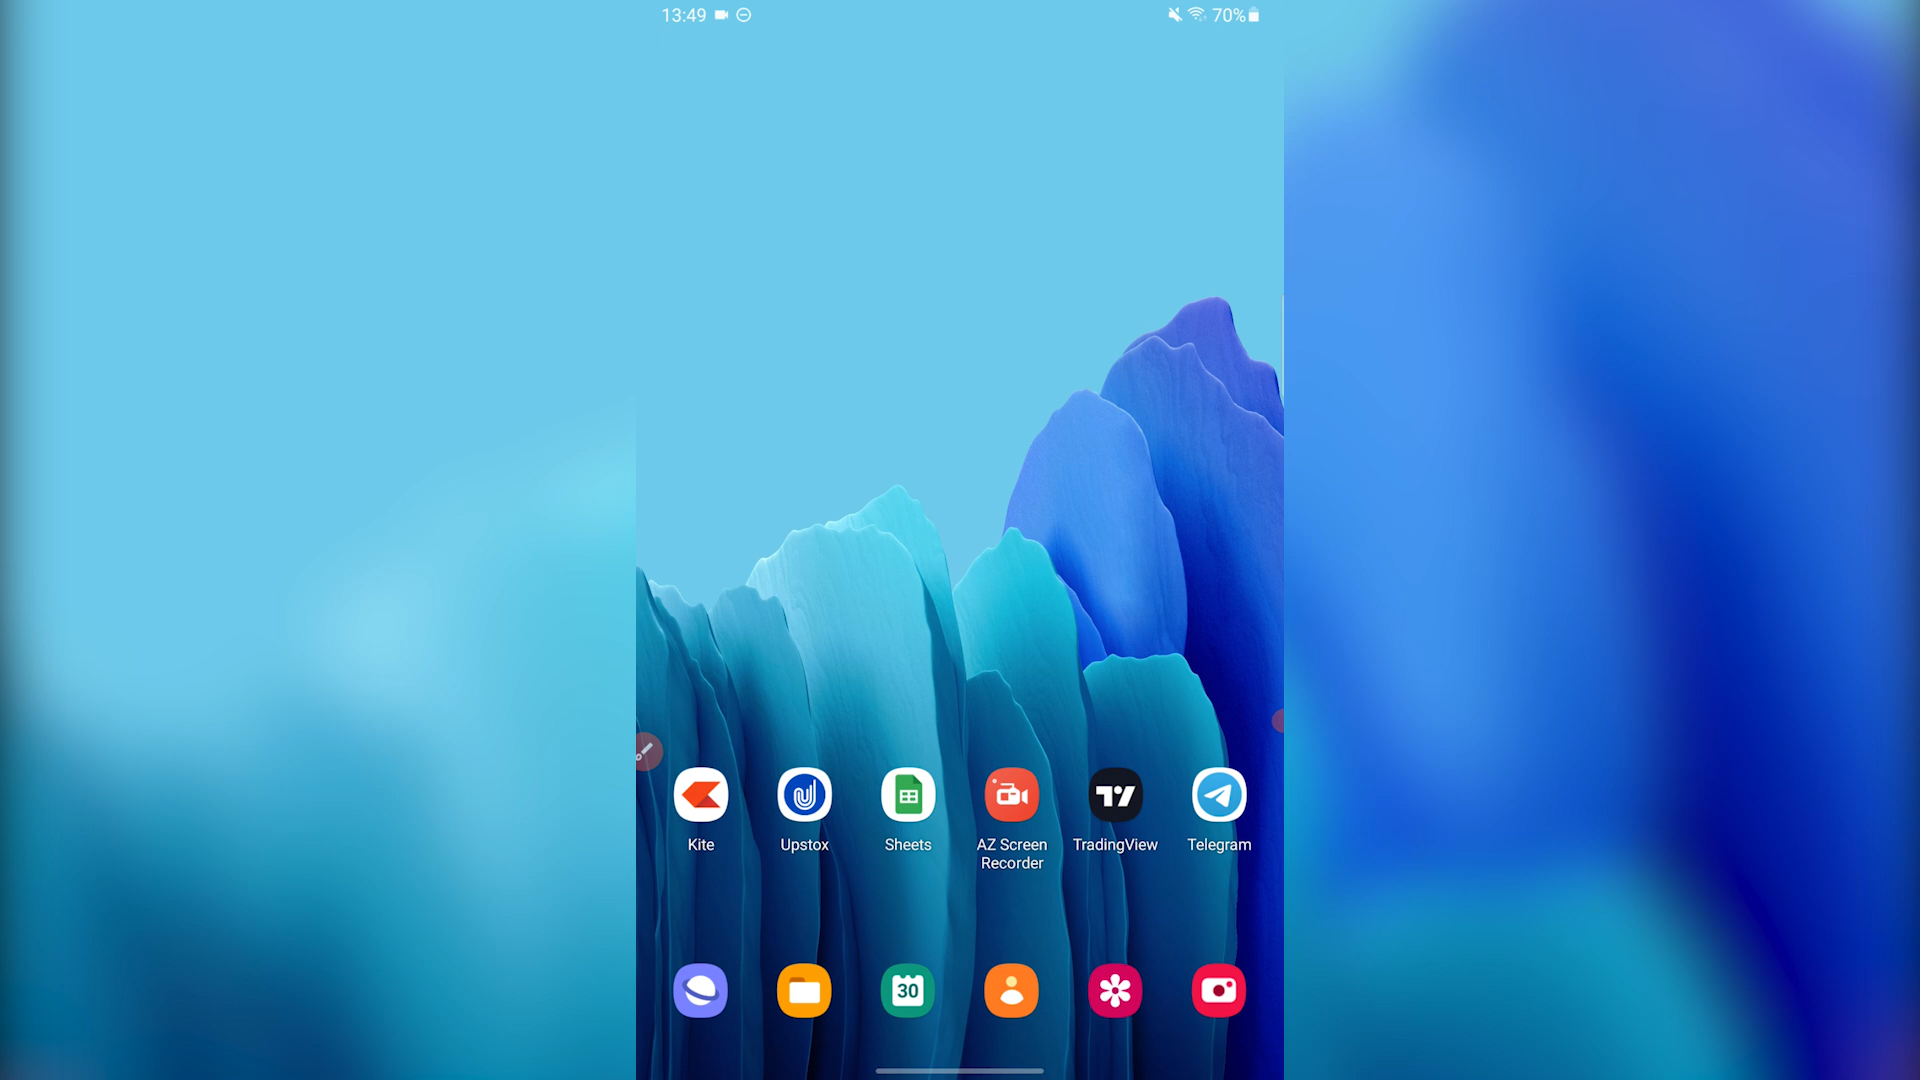 13:49
70%
Kite
Upstox
Sheets
AZ Screen
Recorder
TradingView
Telegram
30